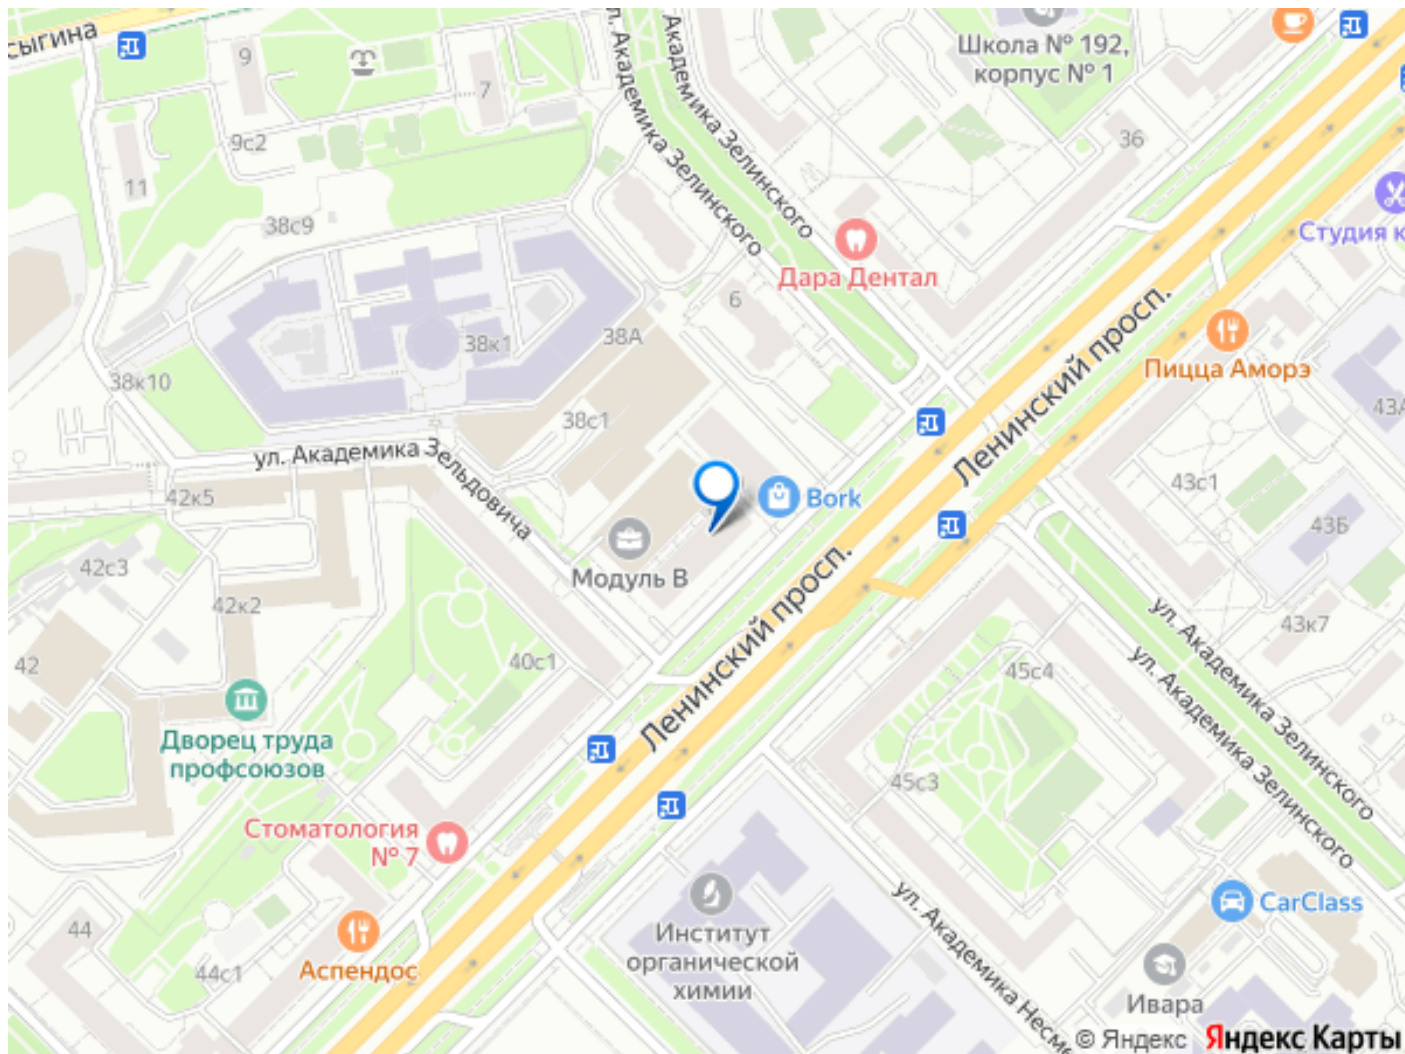 сыгина
9
7
9с2
11
38с9
ул. Академика Зелинского
Академика Зелинского
Школа № 192,
корпус № 1
36
Студия к
Дара Дентал
6
38А
38к1
38к10
38с1
Ленинский просп.
Пицца Аморэ
43А
ул. Академика Зельдовича
42к5
Bork
43с1
43Б
42с3
42к2
Модуль В
42
40с1
Ленинский просп.
45с4
43к7
ул. Академика Зелинского
ул. Академика Зелинского
Дворец труда
профсоюзов
45с3
Стоматология
№ 7
ул. Академика Несме
CarClass
44
44с1
Аспендос
Институт
органической
химии
Ивара
© Яндекс Яндекс Карты